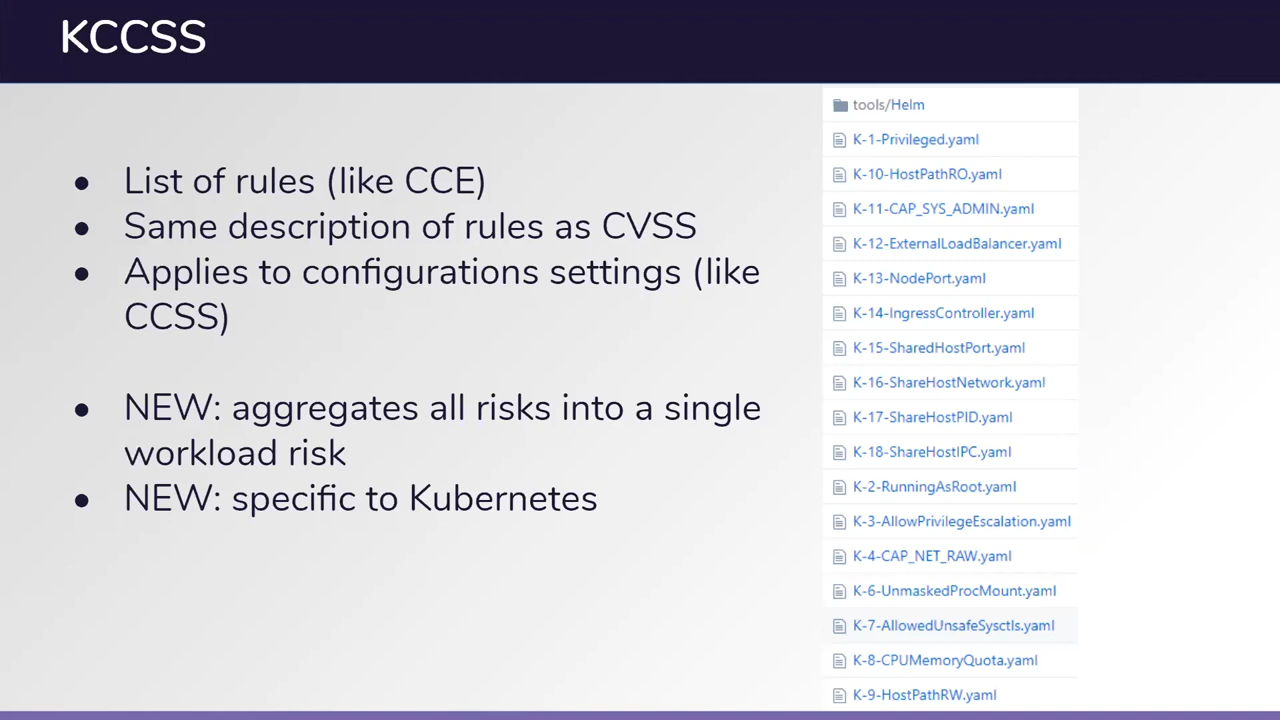 KCCSS
● List of rules (like CCE)
● Same description of rules as CVSS
● Applies to configurations settings (like
CCSS)
● NEW: aggregates all risks into a single
workload risk
● NEW: specific to Kubernetes
tools/Helm
K-1-Privileged.yaml
K-10-HostPathRO.yaml
K-11-CAP_SYS_ADMIN.yaml
K-12-ExternalLoadBalancer.yaml
K-13-NodePort.yaml
K-14-IngressController.yaml
K-15-SharedHostPort.yaml
K-16-ShareHostNetwork.yaml
K-17-ShareHostPID.yaml
K-18-ShareHostIPC.yaml
K-2-RunningAsRoot.yaml
K-3-AllowPrivilegeEscalation.yaml
K-4-CAP_NET_RAW.yaml
K-6-UnmaskedProcMount.yaml
K-7-AllowedUnsafeSysctls.yaml
K-8-CPUMemoryQuota.yaml
K-9-HostPathRW.yaml